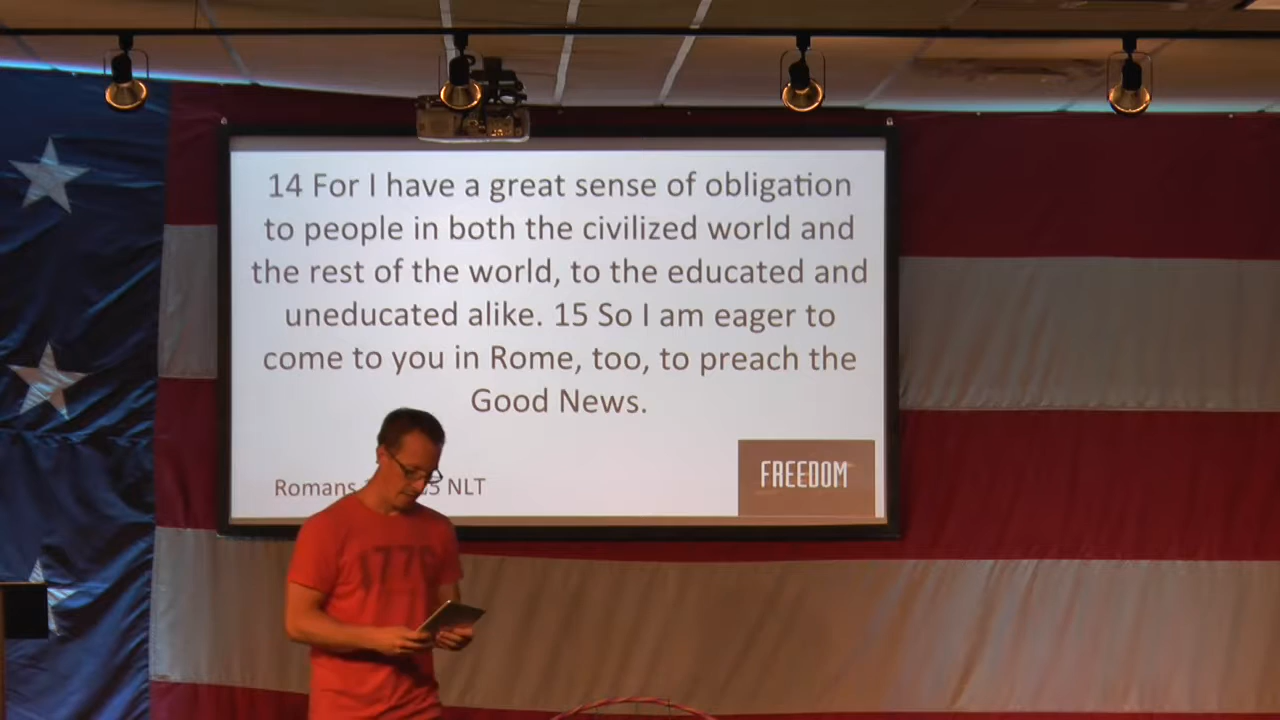 14 For I have a great sense of obligation
to people in both the civilized world and
the rest of the world, to the educated and
uneducated alike. 15 So I am eager to
come to you in Rome, too, to preach the
Good News.
FREEDOM
Romans NLT
1776